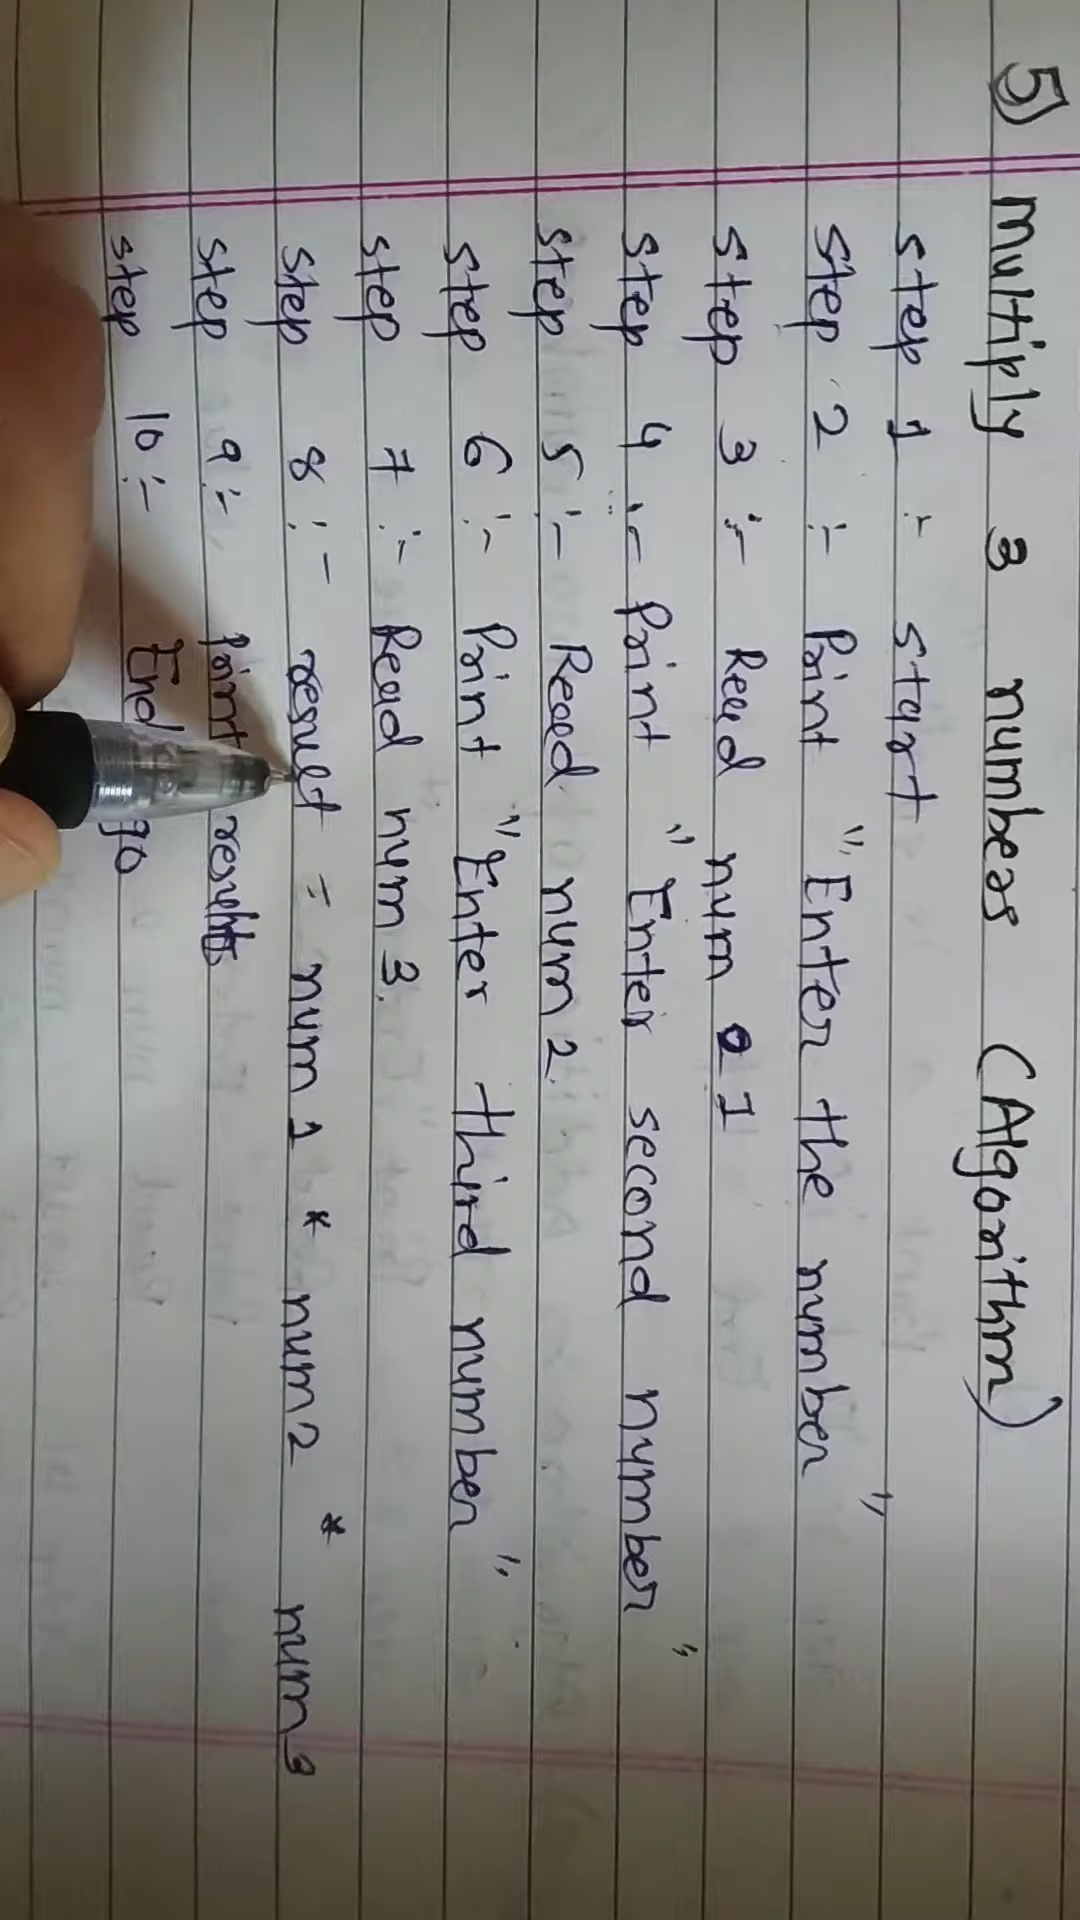 5) multiply 3 numbers (Algorithm)
step 1 :- start
step 2 :- Print "Enter the number"
step 3 :- Read num 1
step 4 :- Print "Enter second number"
step 5 :- Read num 2
step 6 :- Print "Enter third number"
step 7 :- Read num 3.
step 8 :- result = num 1 * num 2 * num 3
step 9 :- Print results
step 10 :- End